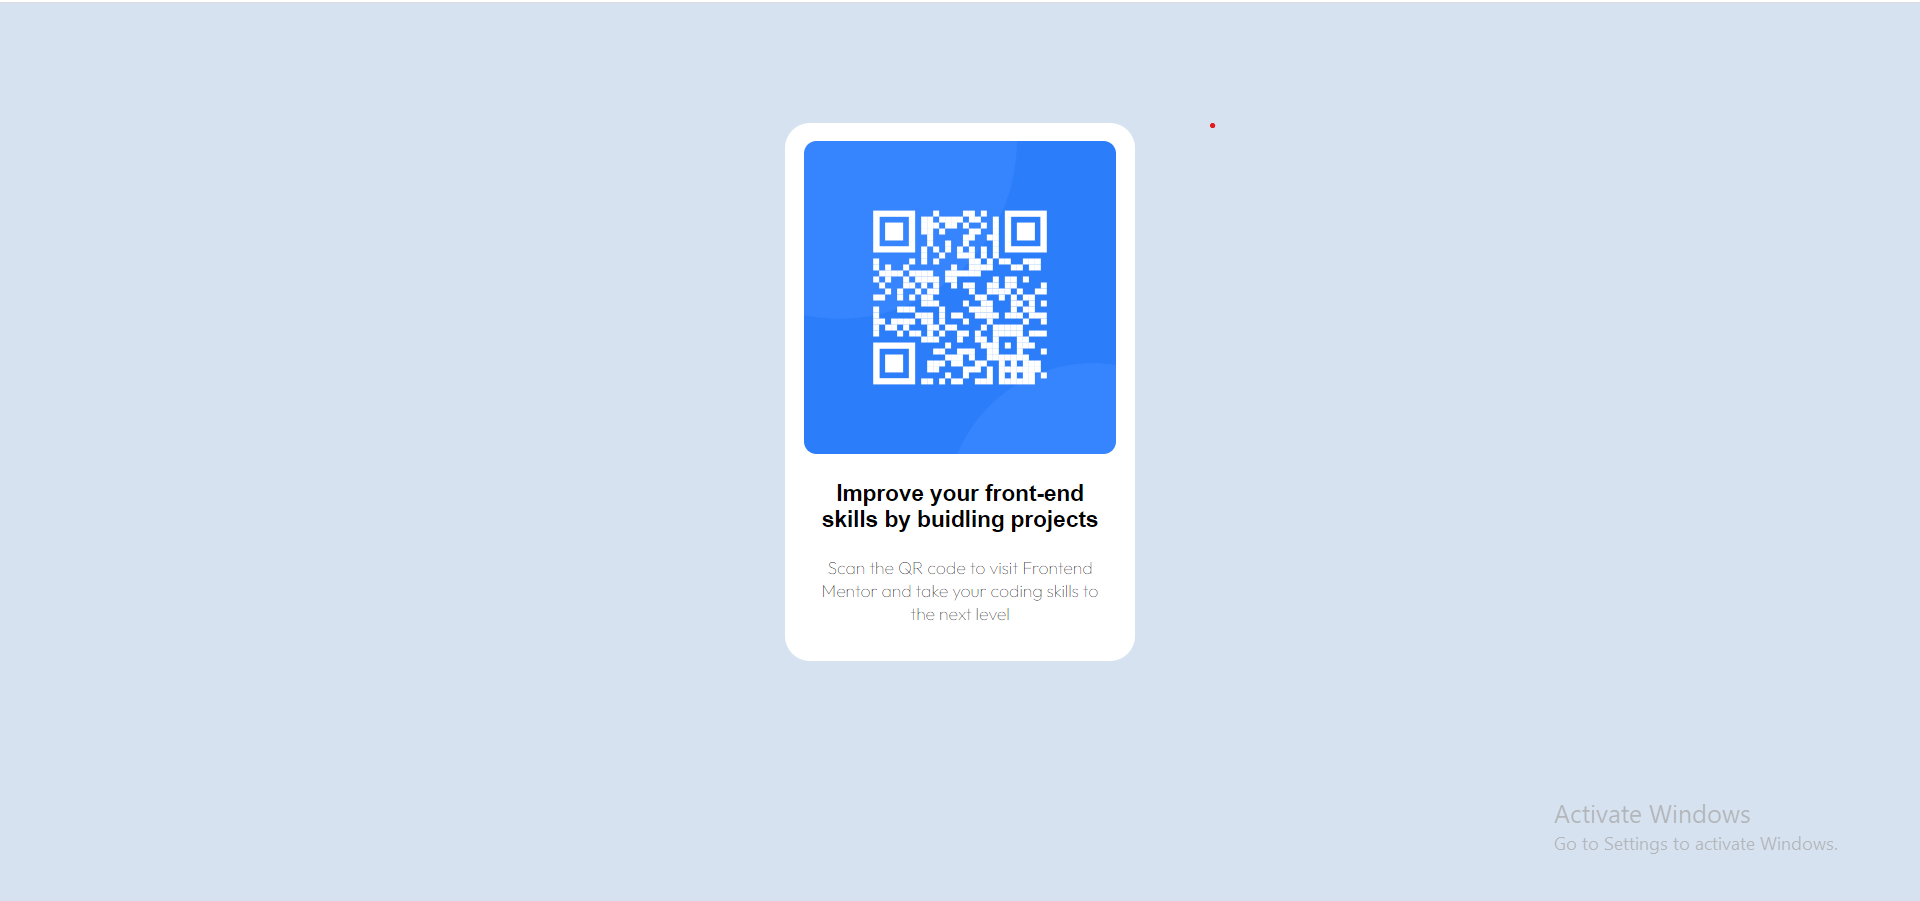 Improve your front-end
skills by buidling projects
Scan the QR code to visit Frontend
Mentor and take your coding skills to
the next level
Activate Windows
Go to Settings to activate Windows.